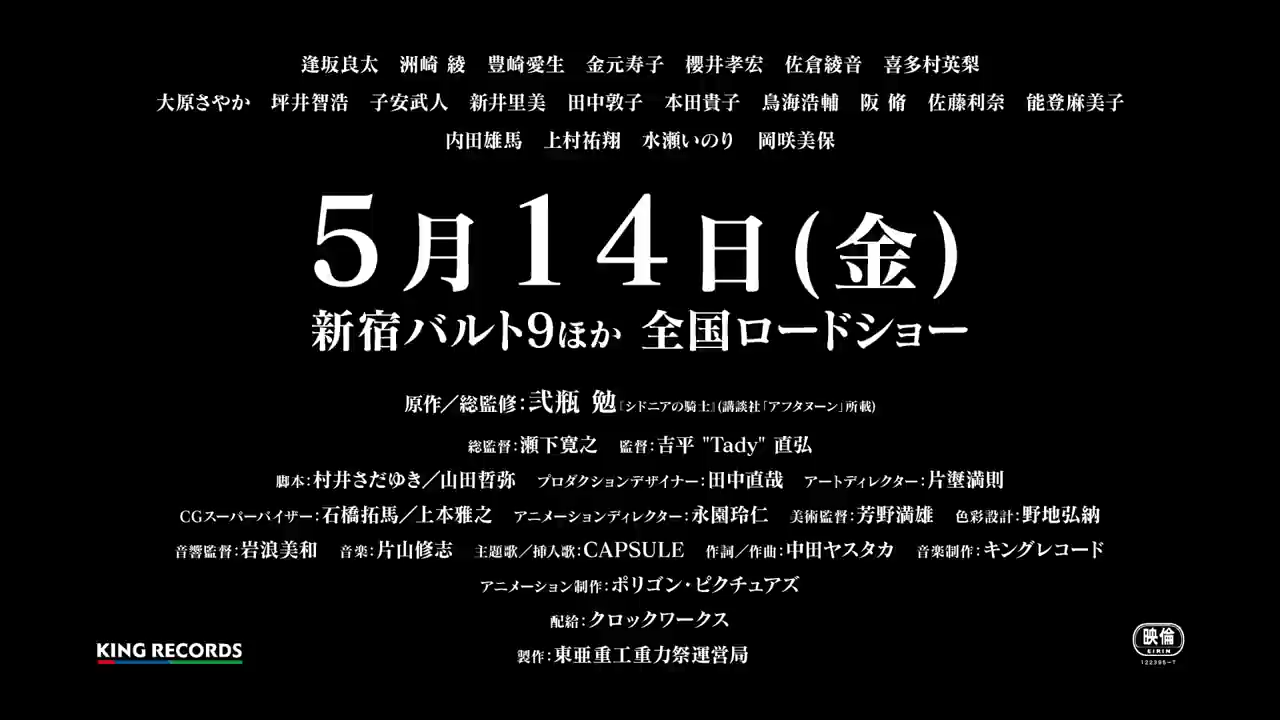 逢坂良太　洲崎 綾　豊崎愛生　金元寿子　櫻井孝宏　佐倉綾音　喜多村英梨
大原さやか　坪井智浩　子安武人　新井里美　田中敦子　本田貴子　鳥海浩輔　阪 脩　佐藤利奈　能登麻美子
内田雄馬　上村祐翔　水瀬いのり　岡咲美保
5月14日(金)
新宿バルト9ほか 全国ロードショー
原作／総監修：弐瓶 勉『シドニアの騎士』(講談社「アフタヌーン」所載)
総監督：瀬下寛之　監督：吉平 "Tady" 直弘
脚本：村井さだゆき／山田哲弥　プロダクションデザイナー：田中直哉　アートディレクター：片塰満則
CGスーパーバイザー：石橋拓馬／上本雅之　アニメーションディレクター：永園玲仁　美術監督：芳野満雄　色彩設計：野地弘納
音響監督：岩浪美和　音楽：片山修志　主題歌／挿入歌：CAPSULE　作詞／作曲：中田ヤスタカ　音楽制作：キングレコード
アニメーション制作：ポリゴン・ピクチュアズ
配給：クロックワークス
製作：東亜重工重力祭運営局
KING RECORDS
映倫
EIRIN
122395-T